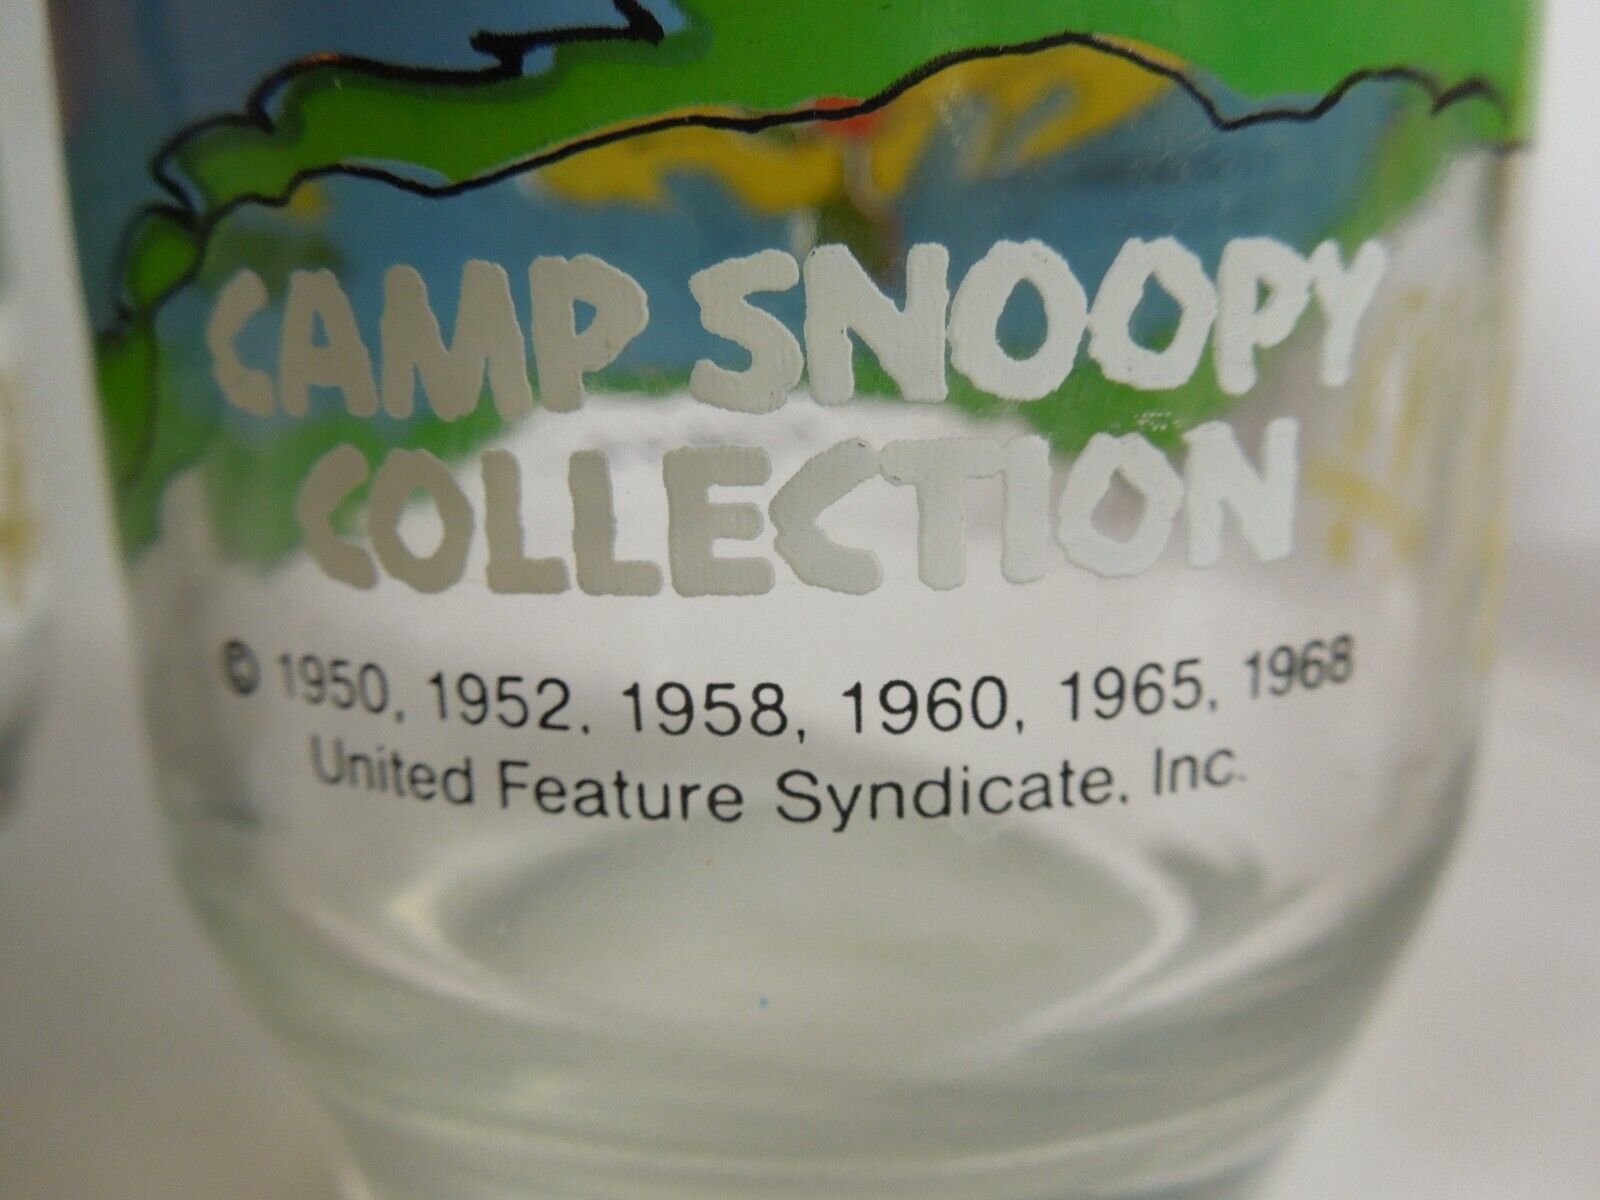 CAMP SNOOPY
COLLECTION
© 1950, 1952, 1958, 1960, 1965, 1968
United Feature Syndicate, Inc.